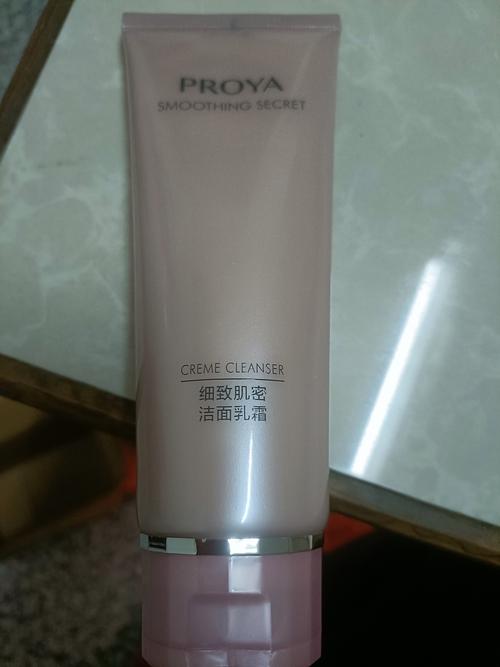 PROYA
SMOOTHING SECRET
CREME CLEANSER
细致肌密
洁面乳霜